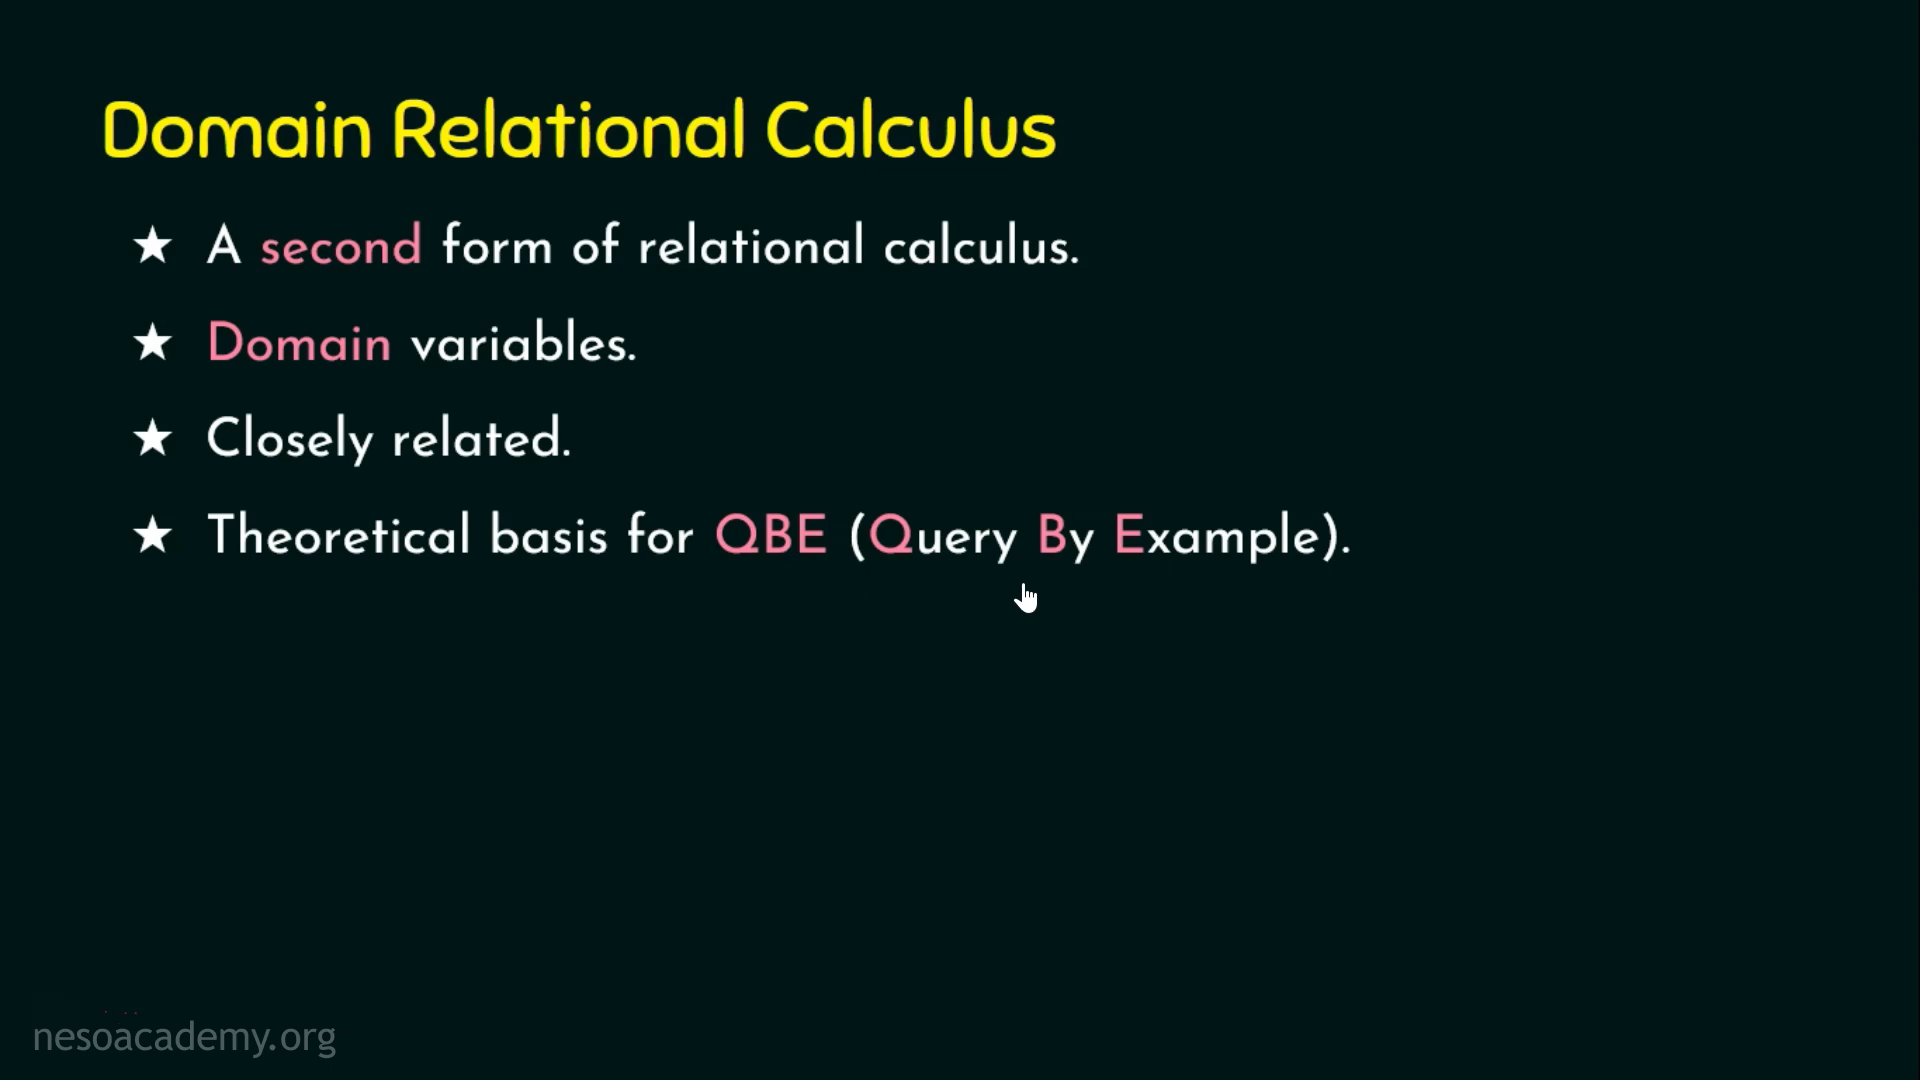 Domain Relational Calculus
★ A second form of relational calculus.
★ Domain variables.
★ Closely related.
★ Theoretical basis for QBE (Query By Example).
nesoacademy.org